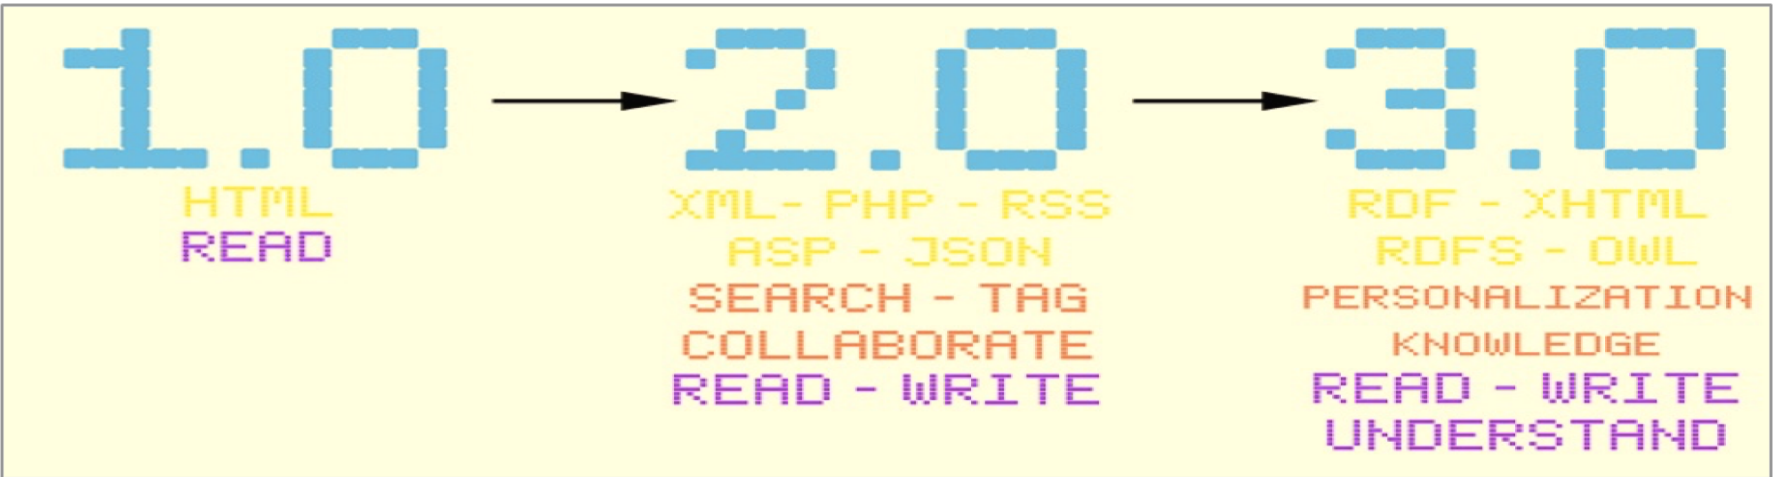 1.0 2.0 3.0
HTML
READ
XML- PHP - RSS
ASP - JSON
SEARCH - TAG
COLLABORATE
READ - WRITE
RDF - XHTML
RDFS - OWL
PERSONALIZATION
KNOWLEDGE
READ - WRITE
UNDERSTAND